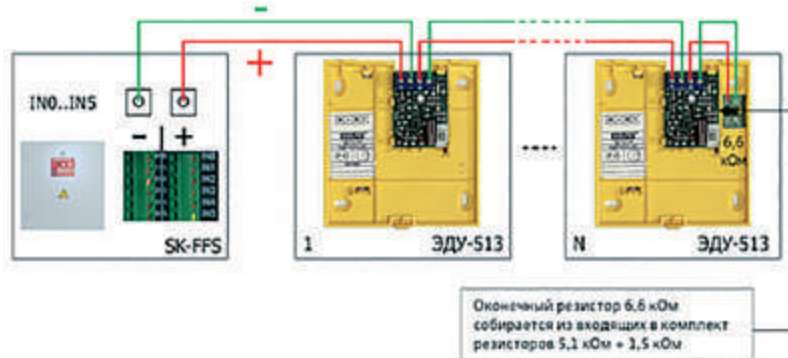 -
+
IN0..IN5
- | +
SK-FFS
1
ЭДУ-513
....
6,6
кОм
N
ЭДУ-513
Оконечный резистор 6,6 кОм
собирается из входящих в комплект
резисторов 5,1 кОм + 1,5 кОм